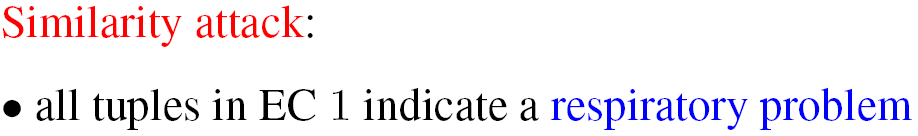 Similarity attack:
• all tuples in EC 1 indicate a respiratory problem